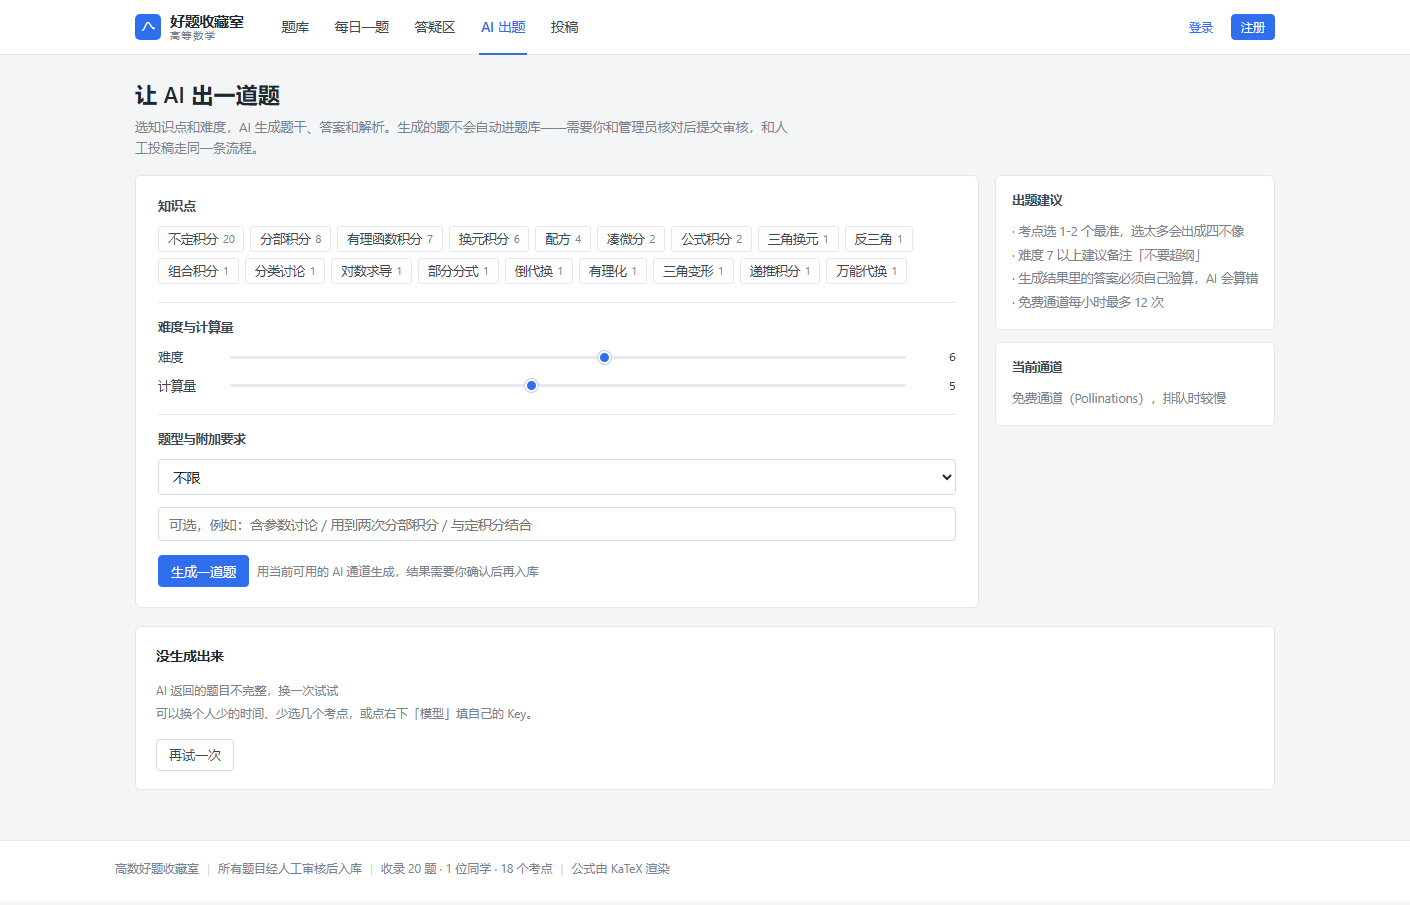 好题收藏室
高等数学
题库 每日一题 答疑区 AI 出题 投稿
登录 注册
让 AI 出一道题
选知识点和难度，AI 生成题干、答案和解析。生成的题不会自动进题库——需要你和管理员核对后提交审核，和人
工投稿走同一条流程。
知识点
不定积分 20 分部积分 8 有理函数积分 7 换元积分 6 配方 4 凑微分 2 公式积分 2 三角换元 1 反三角 1
组合积分 1 分类讨论 1 对数求导 1 部分分式 1 倒代换 1 有理化 1 三角变形 1 递推积分 1 万能代换 1
难度与计算量
难度 6
计算量 5
题型与附加要求
不限
可选，例如：含参数讨论 / 用到两次分部积分 / 与定积分结合
生成一道题 用当前可用的 AI 通道生成，结果需要你确认后再入库
出题建议
· 考点选 1-2 个最准，选太多会出成四不像
· 难度 7 以上建议备注「不要超纲」
· 生成结果里的答案必须自己验算，AI 会算错
· 免费通道每小时最多 12 次
当前通道
免费通道（Pollinations），排队时较慢
没生成出来
AI 返回的题目不完整，换一次试试
可以换个人少的时间、少选几个考点，或点右下「模型」填自己的 Key。
再试一次
高数好题收藏室 | 所有题目经人工审核后入库 | 收录 20 题 · 1 位同学 · 18 个考点 | 公式由 KaTeX 渲染